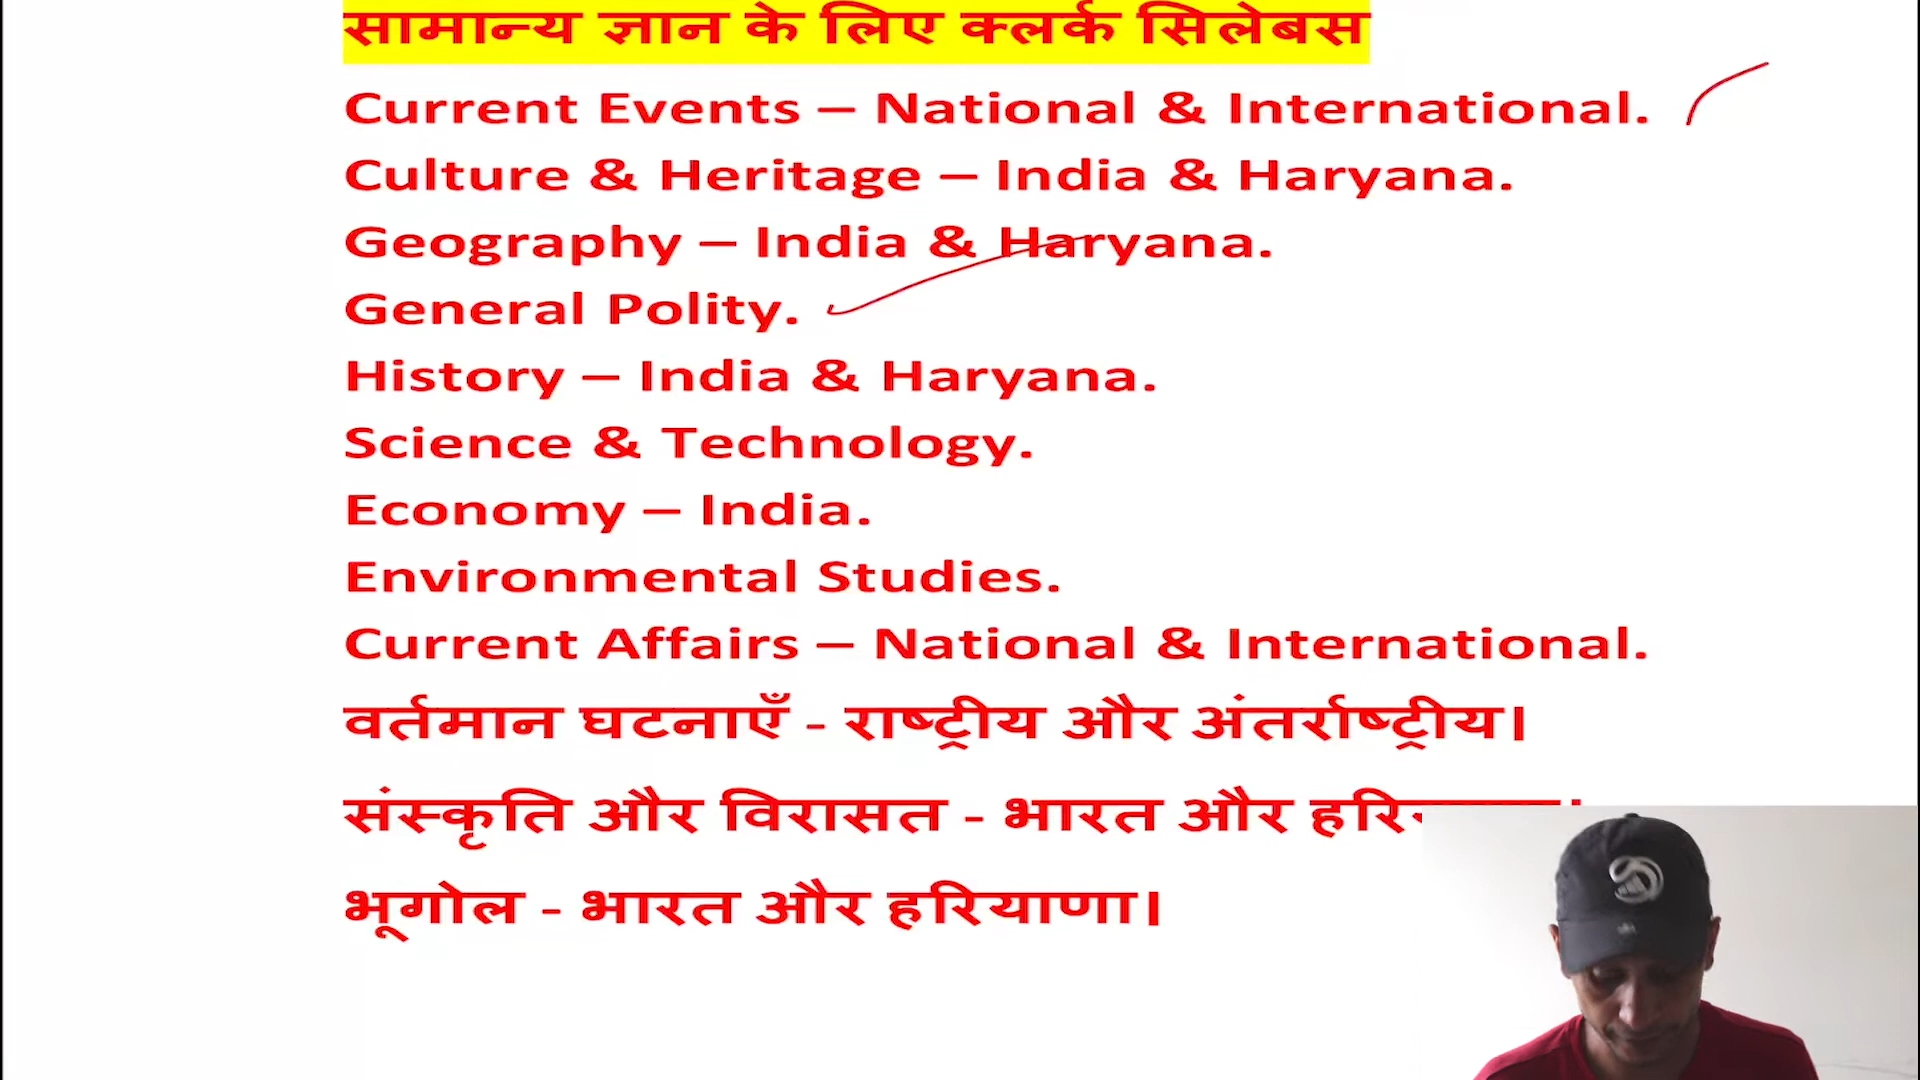 सामान्य ज्ञान के लिए क्लर्क सिलेबस
Current Events – National & International.
Culture & Heritage – India & Haryana.
Geography – India & Haryana.
General Polity.
History – India & Haryana.
Science & Technology.
Economy – India.
Environmental Studies.
Current Affairs – National & International.
वर्तमान घटनाएँ - राष्ट्रीय और अंतर्राष्ट्रीय।
संस्कृति और विरासत - भारत और
भूगोल - भारत और हरियाणा।